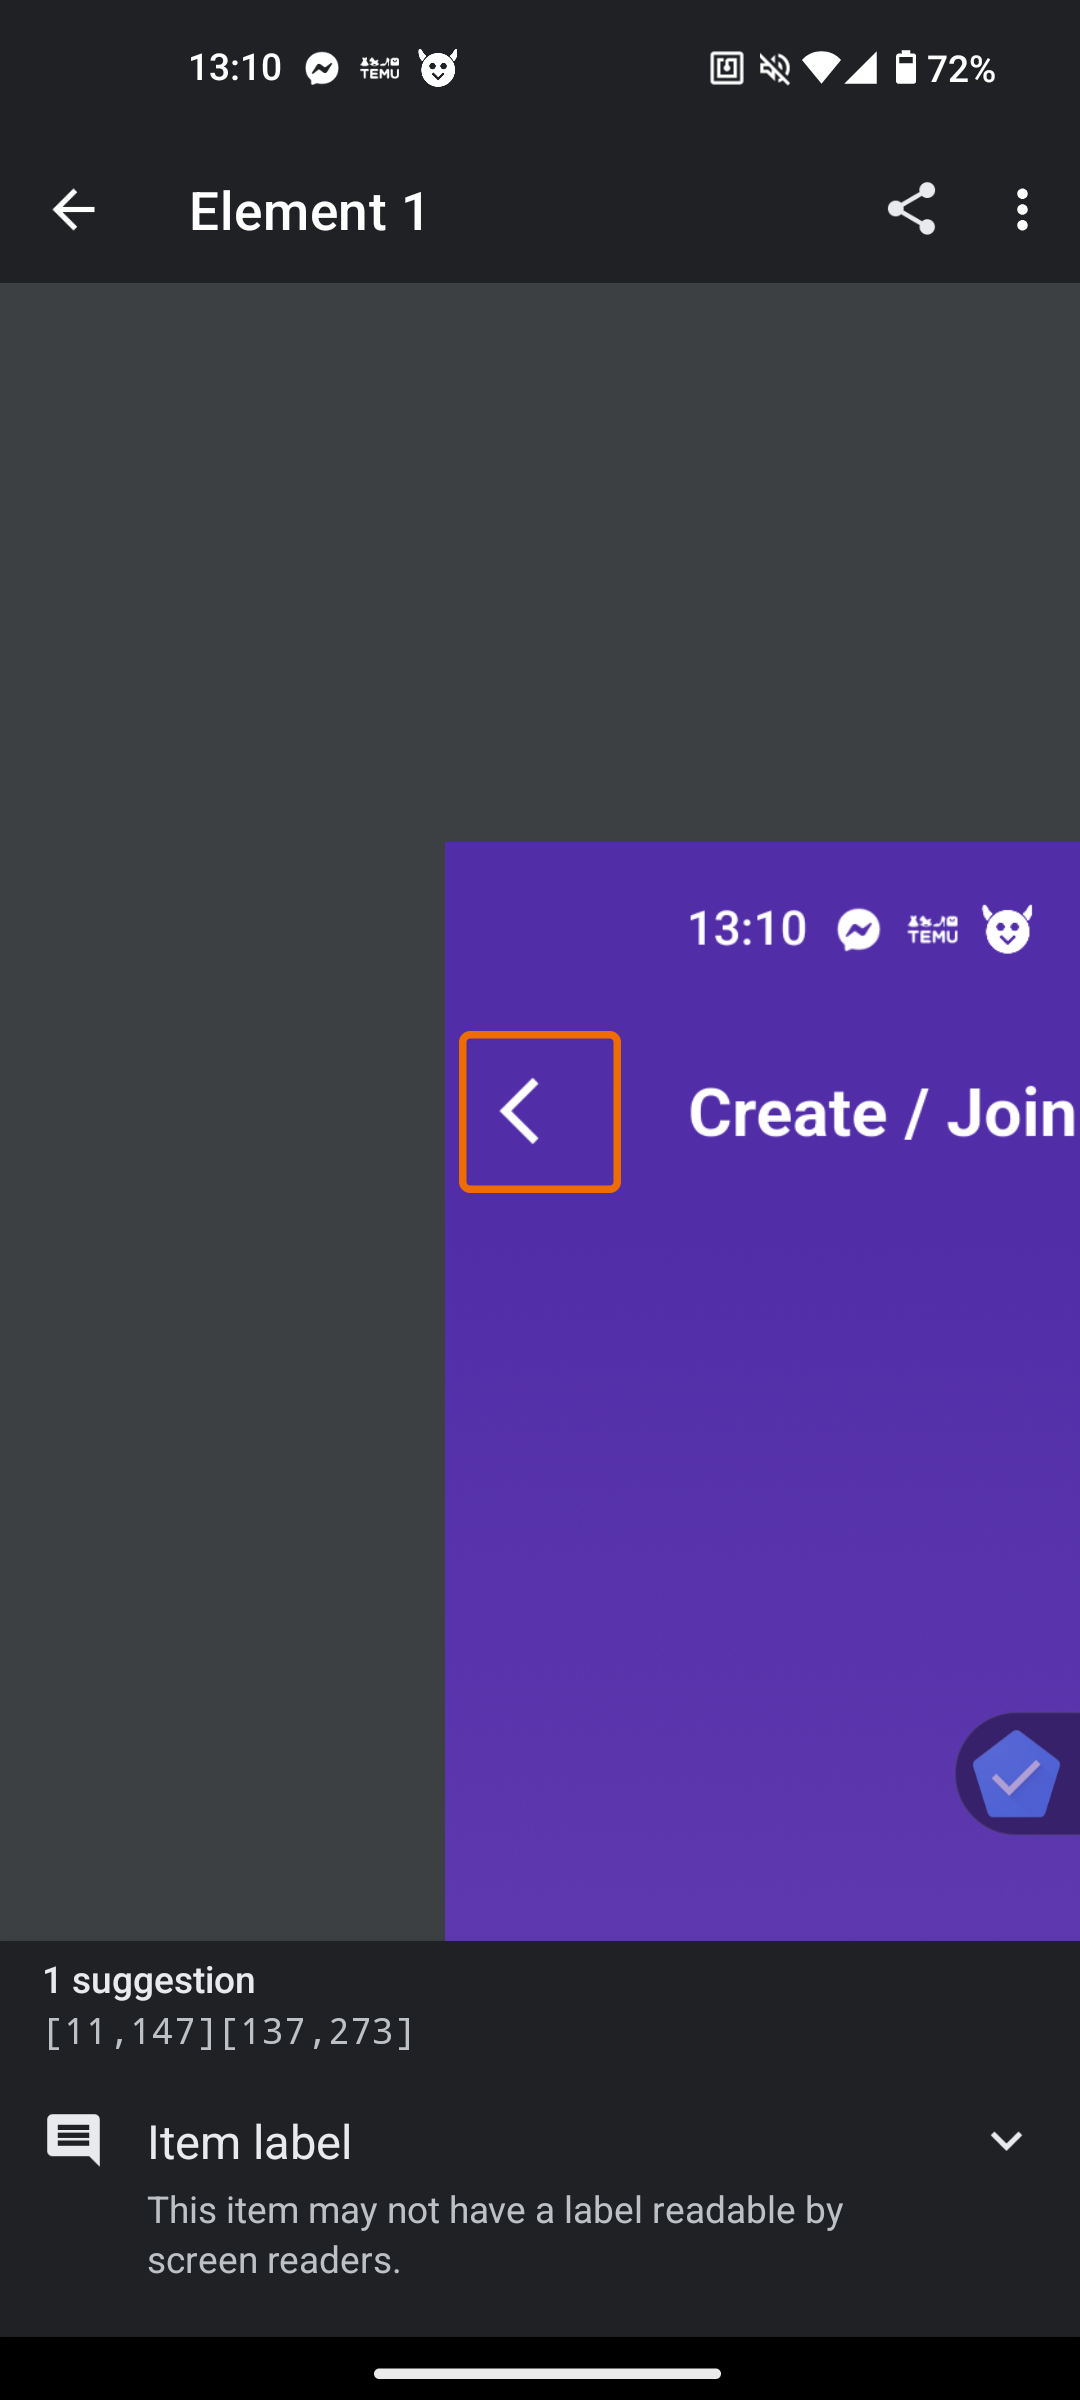 13:10 TEMU 72%
Element 1
13:10 TEMU
Create / Join
1 suggestion
[11,147][137,273]
Item label
This item may not have a label readable by
screen readers.